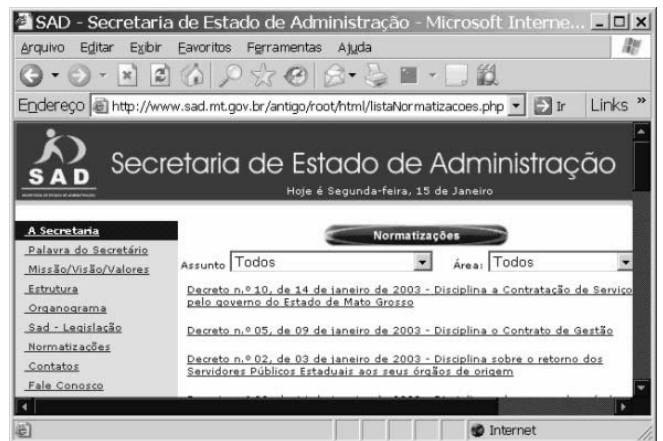 SAD - Secretaria de Estado de Administração - Microsoft Interne...
Arquivo Editar Exibir Favoritos Ferramentas Ajuda
Endereço http://www.sad.mt.gov.br/antigo/root/html/listaNormatizacoes.php Ir Links »
SAD Secretaria de Estado de Administração
Hoje é Segunda-feira, 15 de Janeiro
A Secretaria
Palavra do Secretário
Missão/Visão/Valores
Estrutura
Organograma
Sad - Legislação
Normatizações
Contatos
Fale Conosco
Normatizações
Assunto Todos Área: Todos
Decreto n.º 10, de 14 de janeiro de 2003 - Disciplina a Contratação de Serviço
pelo governo do Estado de Mato Grosso
Decreto n.º 05, de 09 de janeiro de 2003 - Disciplina o Contrato de Gestão
Decreto n.º 02, de 03 de janeiro de 2003 - Disciplina sobre o retorno dos
Servidores Públicos Estaduais aos seus órgãos de origem
Internet